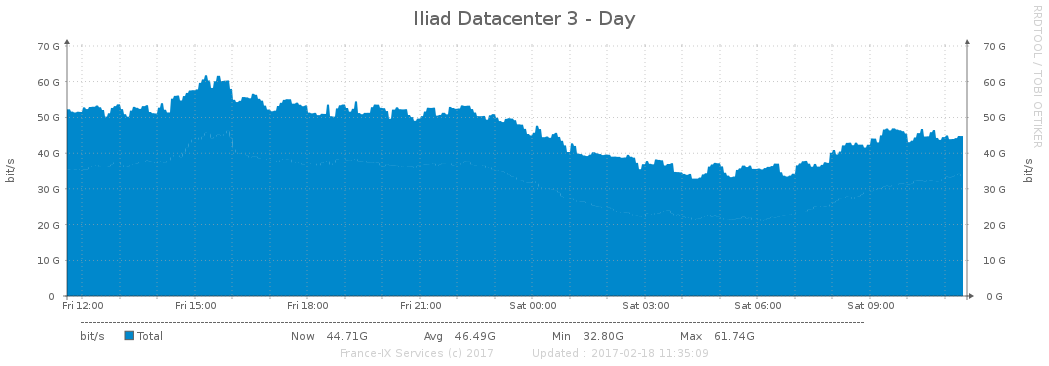 Iliad Datacenter 3 - Day
RRDTOOL / TOBI OETIKER
bit/s
70 G 70 G
60 G 60 G
50 G 50 G
40 G 40 G
30 G 30 G
20 G 20 G
10 G 10 G
0 0 G
bit/s
Fri 12:00 Fri 15:00 Fri 18:00 Fri 21:00 Sat 00:00 Sat 03:00 Sat 06:00 Sat 09:00
bit/s Total Now 44.71G Avg 46.49G Min 32.80G Max 61.74G
France-IX Services (c) 2017 Updated : 2017-02-18 11:35:09